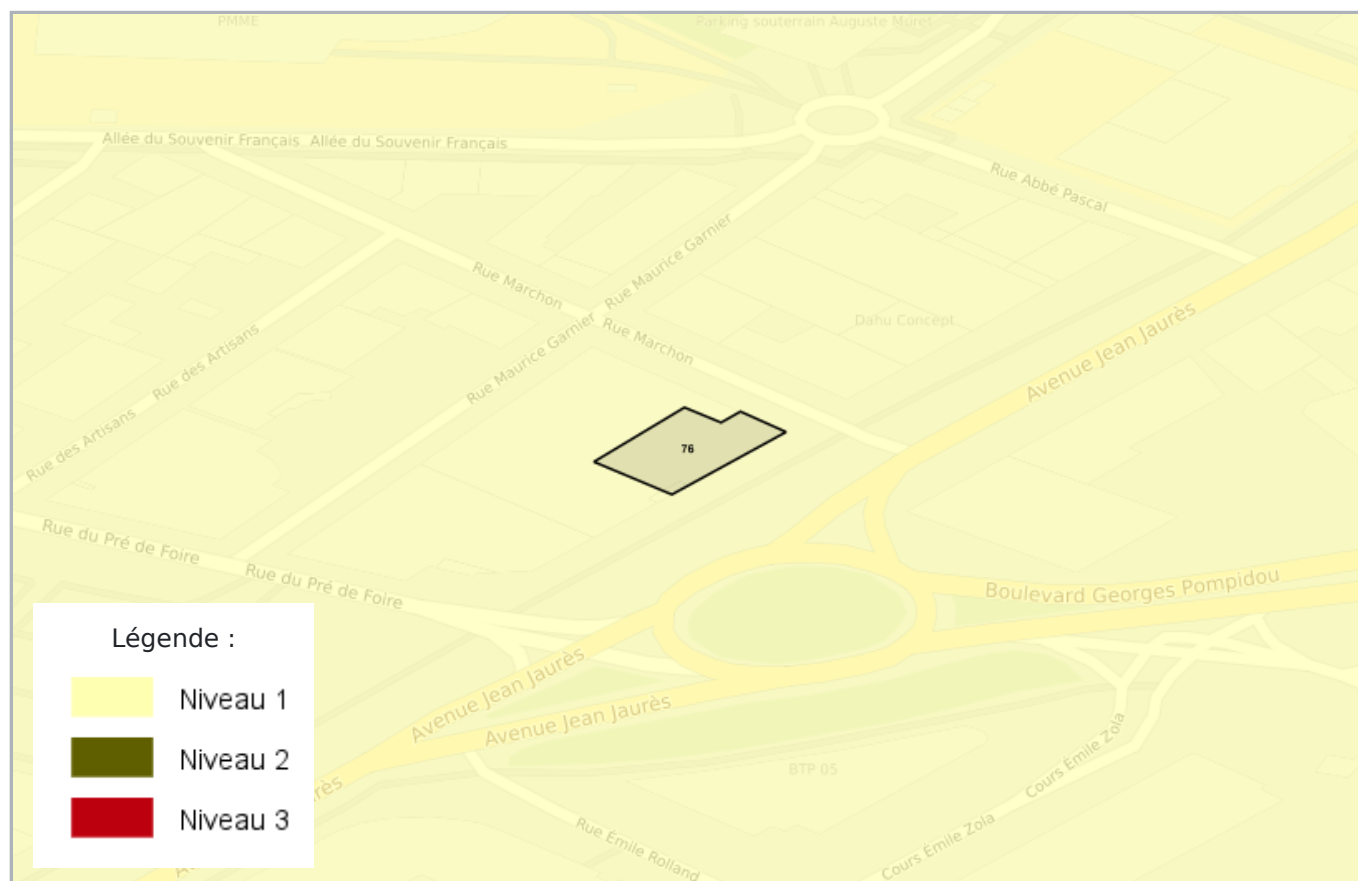 PMME
Parking souterrain Auguste Muret
Allée du Souvenir Français
Allée du Souvenir Français
Rue Abbé Pascal
Rue Marchon
Rue Maurice Garnier
Rue Marchon
Dahu Concept
Avenue Jean Jaurès
Rue Maurice Garnier
Rue des Artisans
Rue des Artisans
76
Rue du Pré de Foire
Rue du Pré de Foire
Boulevard Georges Pompidou
Avenue Jean Jaurès
Avenue Jean Jaurès
BTP 05
Cours Émile Zola
Cours Émile Zola
Rue Emile Rolland
Légende :
Niveau 1
Niveau 2
Niveau 3